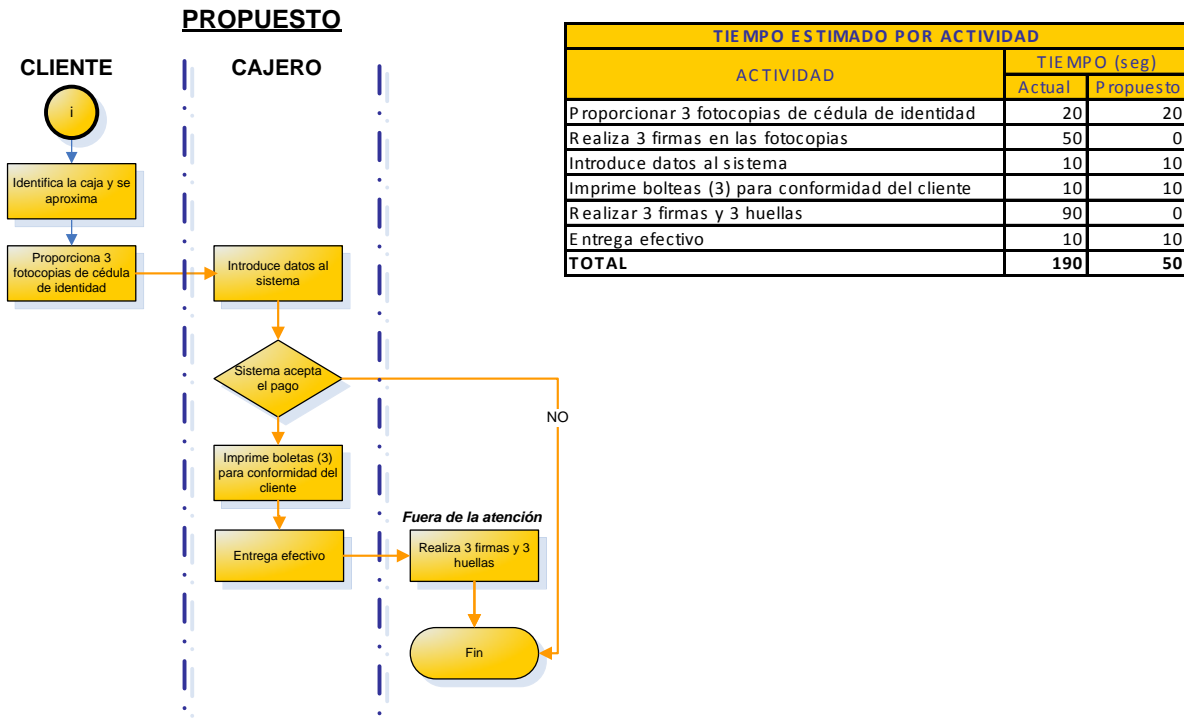 PROPUESTO
CLIENTE
CAJERO
i
Identifica la caja y se
aproxima
Proporciona 3
fotocopias de cédula
de identidad
Introduce datos al
sistema
Sistema acepta
el pago
NO
Imprime boletas (3)
para conformidad del
cliente
Entrega efectivo
Fuera de la atención
Realiza 3 firmas y 3
huellas
Fin
TIEMPO ESTIMADO POR ACTIVIDAD
ACTIVIDAD TIEMPO (seg)
Actual Propuesto
Proporcionar 3 fotocopias de cédula de identidad 20 20
Realiza 3 firmas en las fotocopias 50 0
Introduce datos al sistema 10 10
Imprime bolteas (3) para conformidad del cliente 10 10
Realizar 3 firmas y 3 huellas 90 0
Entrega efectivo 10 10
TOTAL 190 50